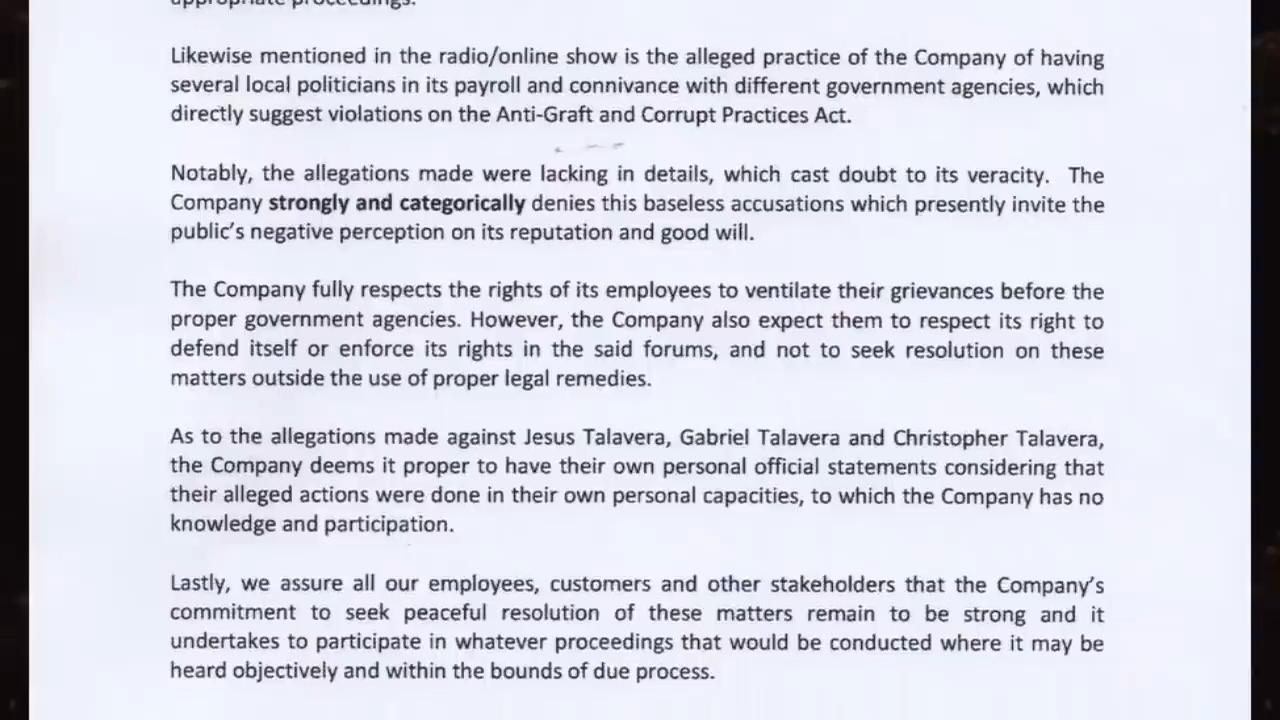 appropriate proceedings.
Likewise mentioned in the radio/online show is the alleged practice of the Company of having
several local politicians in its payroll and connivance with different government agencies, which
directly suggest violations on the Anti-Graft and Corrupt Practices Act.
Notably, the allegations made were lacking in details, which cast doubt to its veracity. The
Company strongly and categorically denies this baseless accusations which presently invite the
public's negative perception on its reputation and good will.
The Company fully respects the rights of its employees to ventilate their grievances before the
proper government agencies. However, the Company also expect them to respect its right to
defend itself or enforce its rights in the said forums, and not to seek resolution on these
matters outside the use of proper legal remedies.
As to the allegations made against Jesus Talavera, Gabriel Talavera and Christopher Talavera,
the Company deems it proper to have their own personal official statements considering that
their alleged actions were done in their own personal capacities, to which the Company has no
knowledge and participation.
Lastly, we assure all our employees, customers and other stakeholders that the Company's
commitment to seek peaceful resolution of these matters remain to be strong and it
undertakes to participate in whatever proceedings that would be conducted where it may be
heard objectively and within the bounds of due process.